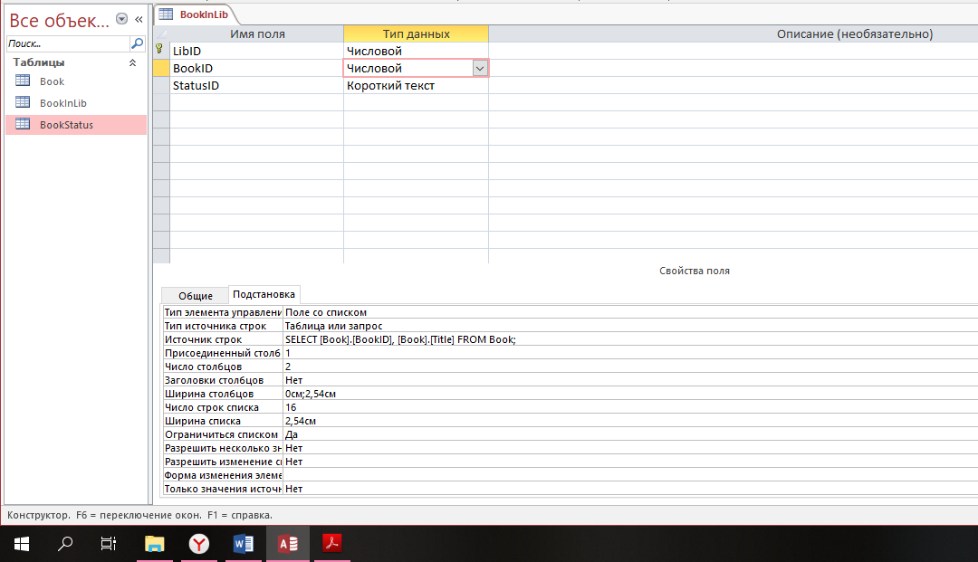 Все объек... «
BookInLib
Поиск...
Таблицы
Book
BookInLib
BookStatus
Имя поля Тип данных Описание (необязательно)
LibID Числовой
BookID Числовой
StatusID Короткий текст
Свойства поля
Общие Подстановка
Тип элемента управлени Поле со списком
Тип источника строк Таблица или запрос
Источник строк SELECT [Book].[BookID], [Book].[Title] FROM Book;
Присоединенный столб 1
Число столбцов 2
Заголовки столбцов Нет
Ширина столбцов 0см;2,54см
Число строк списка 16
Ширина списка 2,54см
Ограничиться списком Да
Разрешить несколько зн Нет
Разрешить изменение сп Нет
Форма изменения элеме
Только значения источн Нет
Конструктор. F6 = переключение окон. F1 = справка.